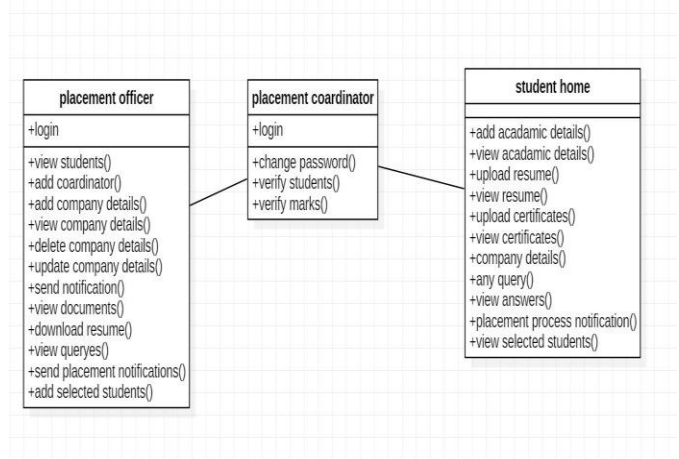 placement officer
+login
+view students()
+add coardinator()
+add company details()
+view company details()
+delete company details()
+update company details()
+send notification()
+view documents()
+download resume()
+view queryes()
+send placement notifications()
+add selected students()
placement coardinator
+login
+change password()
+verify students()
+verify marks()
student home
+add acadamic details()
+view acadamic details()
+upload resume()
+view resume()
+upload certificates()
+view certificates()
+company details()
+any query()
+view answers()
+placement process notification()
+view selected students()